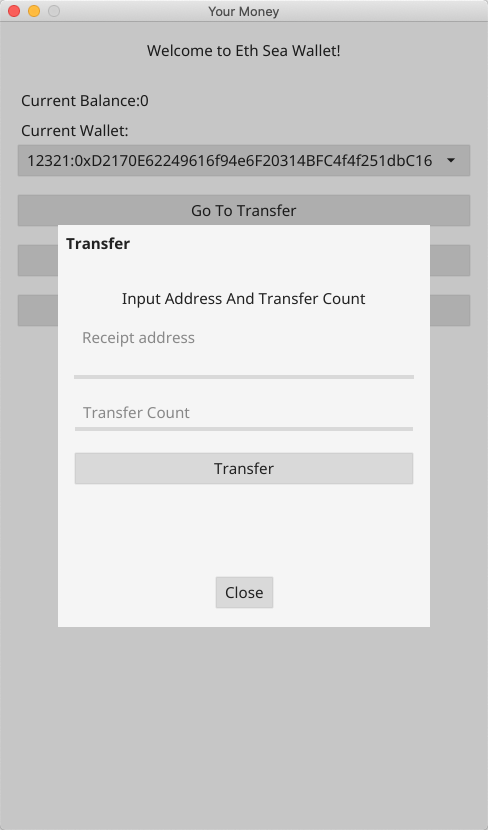 Your Money
Welcome to Eth Sea Wallet!
Current Balance:0
Current Wallet:
12321:0xD2170E62249616f94e6F20314BFC4f4f251dbC16
Go To Transfer
Transfer
Input Address And Transfer Count
Receipt address
Transfer Count
Transfer
Close